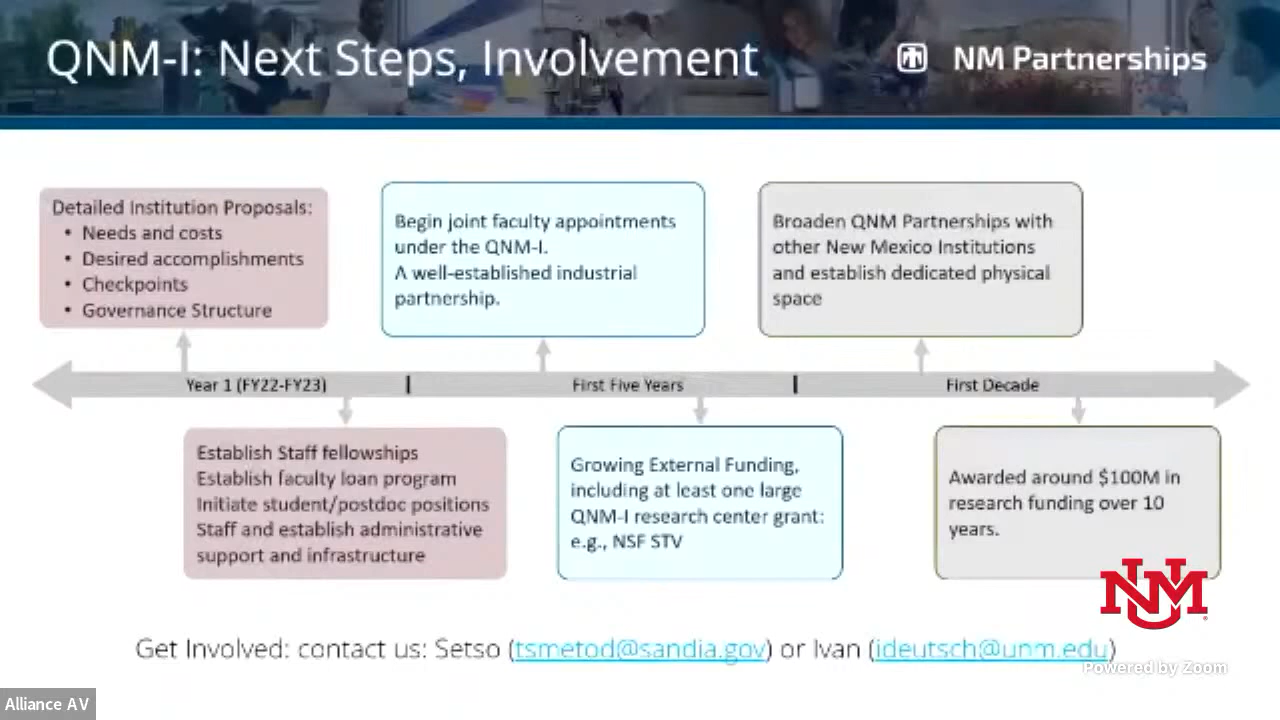 QNM-I: Next Steps, Involvement
NM Partnerships
Detailed Institution Proposals:
• Needs and costs
• Desired accomplishments
• Checkpoints
• Governance Structure
Begin joint faculty appointments
under the QNM-I.
A well-established industrial
partnership.
Broaden QNM Partnerships with
other New Mexico Institutions
and establish dedicated physical
space
Year 1 (FY22-FY23)
First Five Years
First Decade
Establish Staff fellowships
Establish faculty loan program
Initiate student/postdoc positions
Staff and establish administrative
support and infrastructure
Growing External Funding,
including at least one large
QNM-I research center grant:
e.g., NSF STV
Awarded around $100M in
research funding over 10
years.
UNM
Get Involved: contact us: Setso (tsmetod@sandia.gov) or Ivan (ideutsch@unm.edu)
Powered by Zoom
Alliance AV